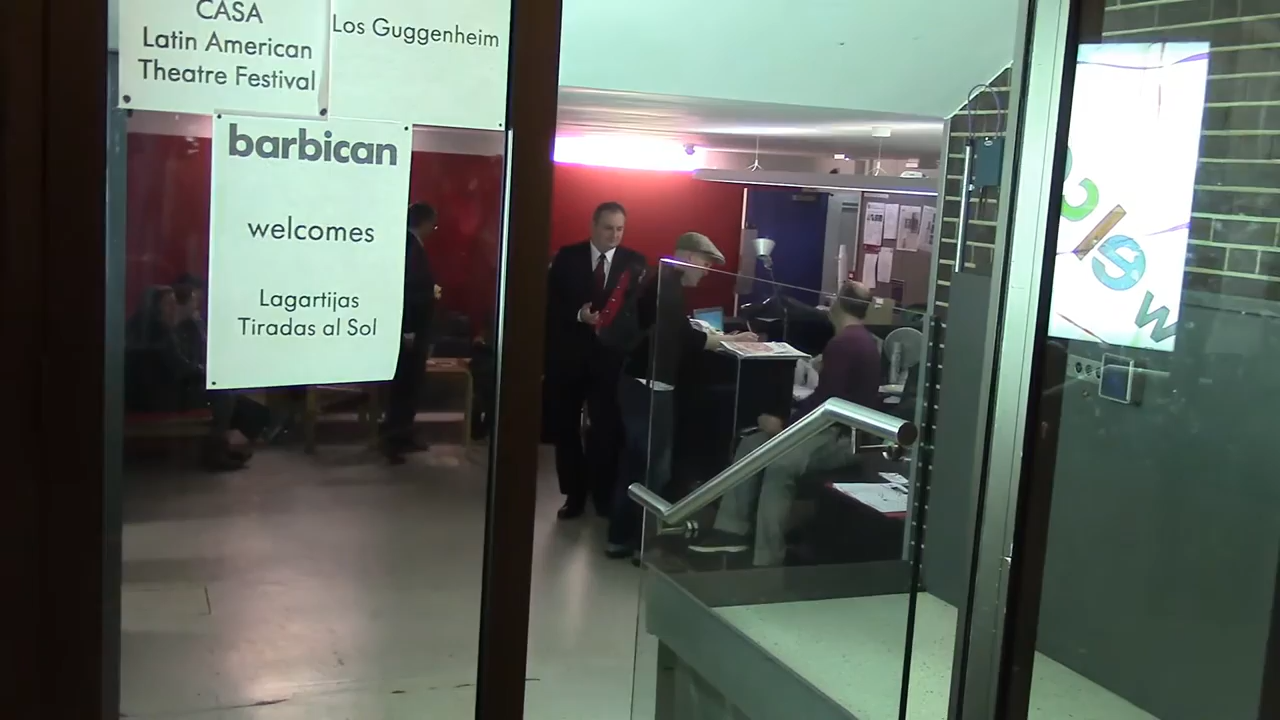 CASA
Latin American
Theatre Festival
Los Guggenheim
barbican
welcomes
Lagartijas
Tiradas al Sol